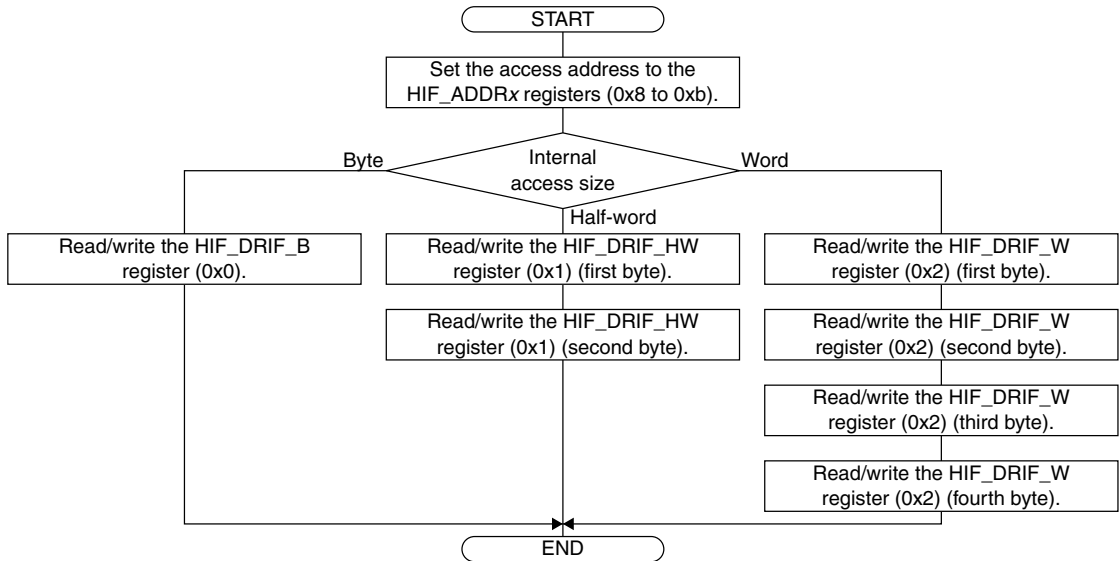 START
Set the access address to the
HIF_ADDRx registers (0x8 to 0xb).
Internal
access size
Byte
Word
Half-word
Read/write the HIF_DRIF_B
register (0x0).
Read/write the HIF_DRIF_HW
register (0x1) (first byte).
Read/write the HIF_DRIF_HW
register (0x1) (second byte).
Read/write the HIF_DRIF_W
register (0x2) (first byte).
Read/write the HIF_DRIF_W
register (0x2) (second byte).
Read/write the HIF_DRIF_W
register (0x2) (third byte).
Read/write the HIF_DRIF_W
register (0x2) (fourth byte).
END